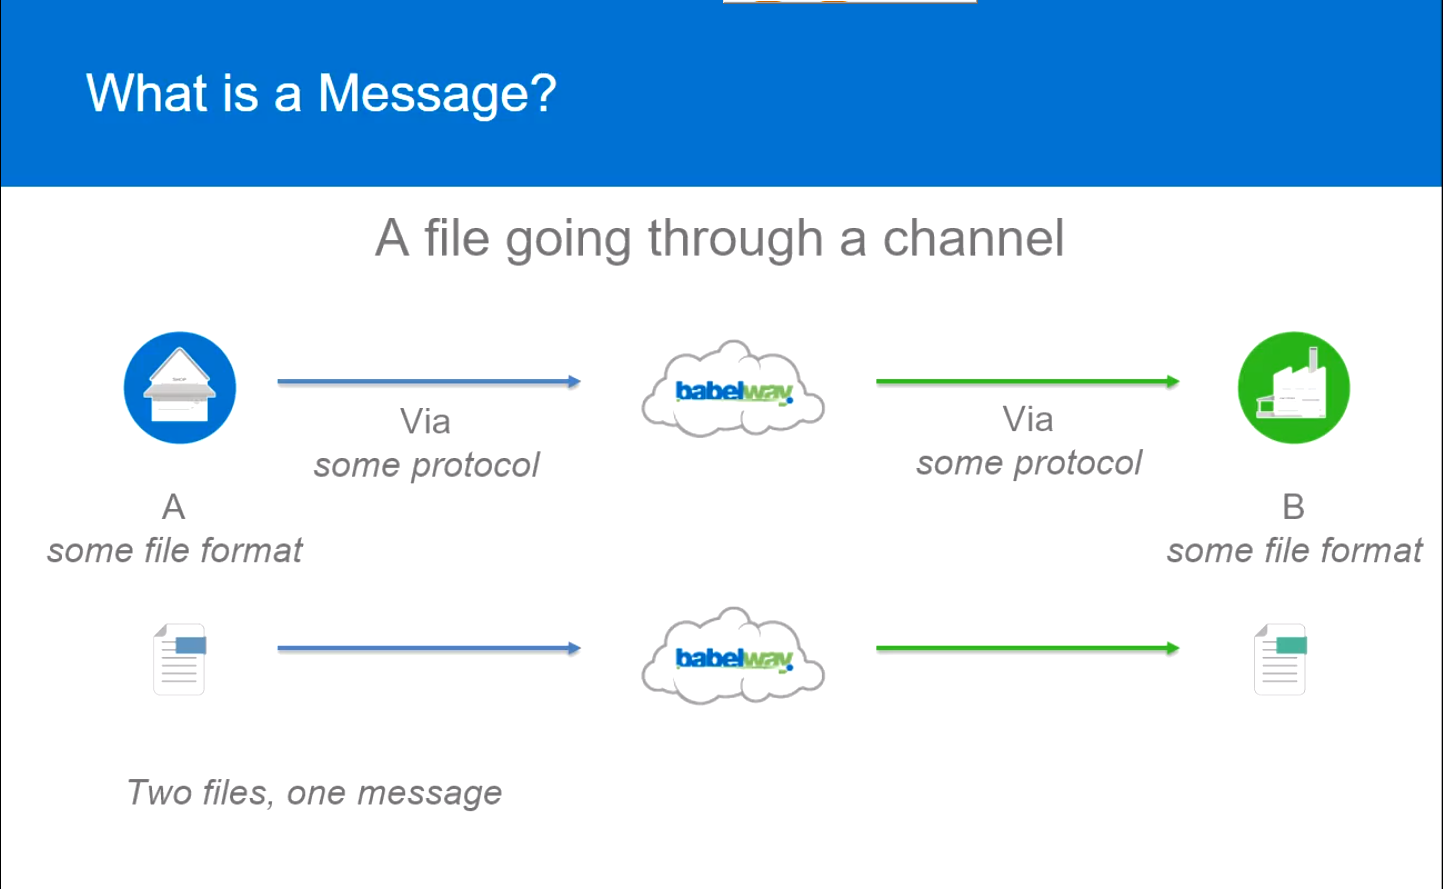 What is a Message?
A file going through a channel
babelway
Via
some protocol
Via
some protocol
A
some file format
B
some file format
babelway
Two files, one message